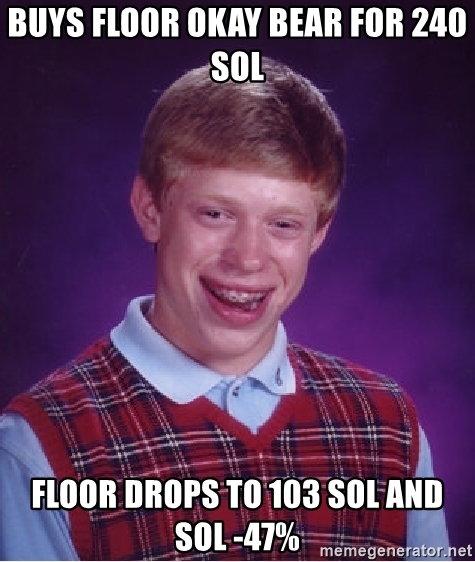 BUYS FLOOR OKAY BEAR FOR 240
SOL
FLOOR DROPS TO 103 SOL AND
SOL -47%
memegenerator.net